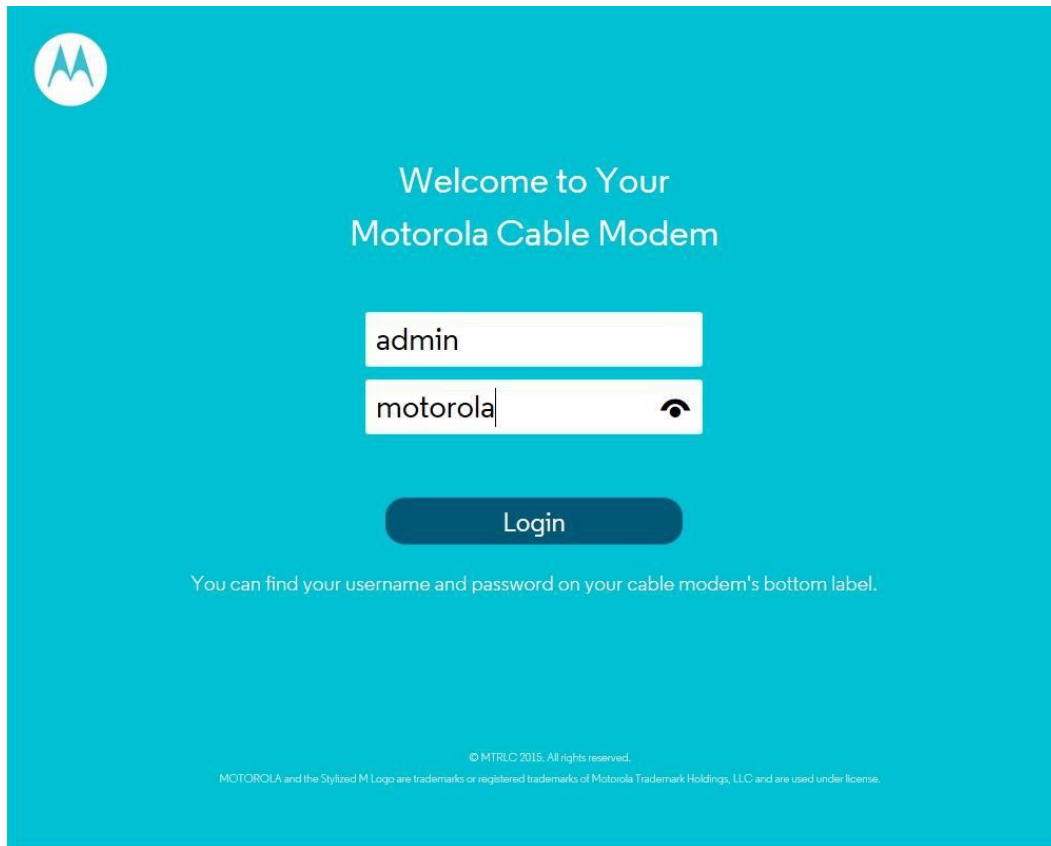 Welcome to Your
Motorola Cable Modem
admin
motorola
Login
You can find your username and password on your cable modem's bottom label.
© MTRLC 2015. All rights reserved.
MOTOROLA and the Stylized M Logo are trademarks or registered trademarks of Motorola Trademark Holdings, LLC and are used under license.